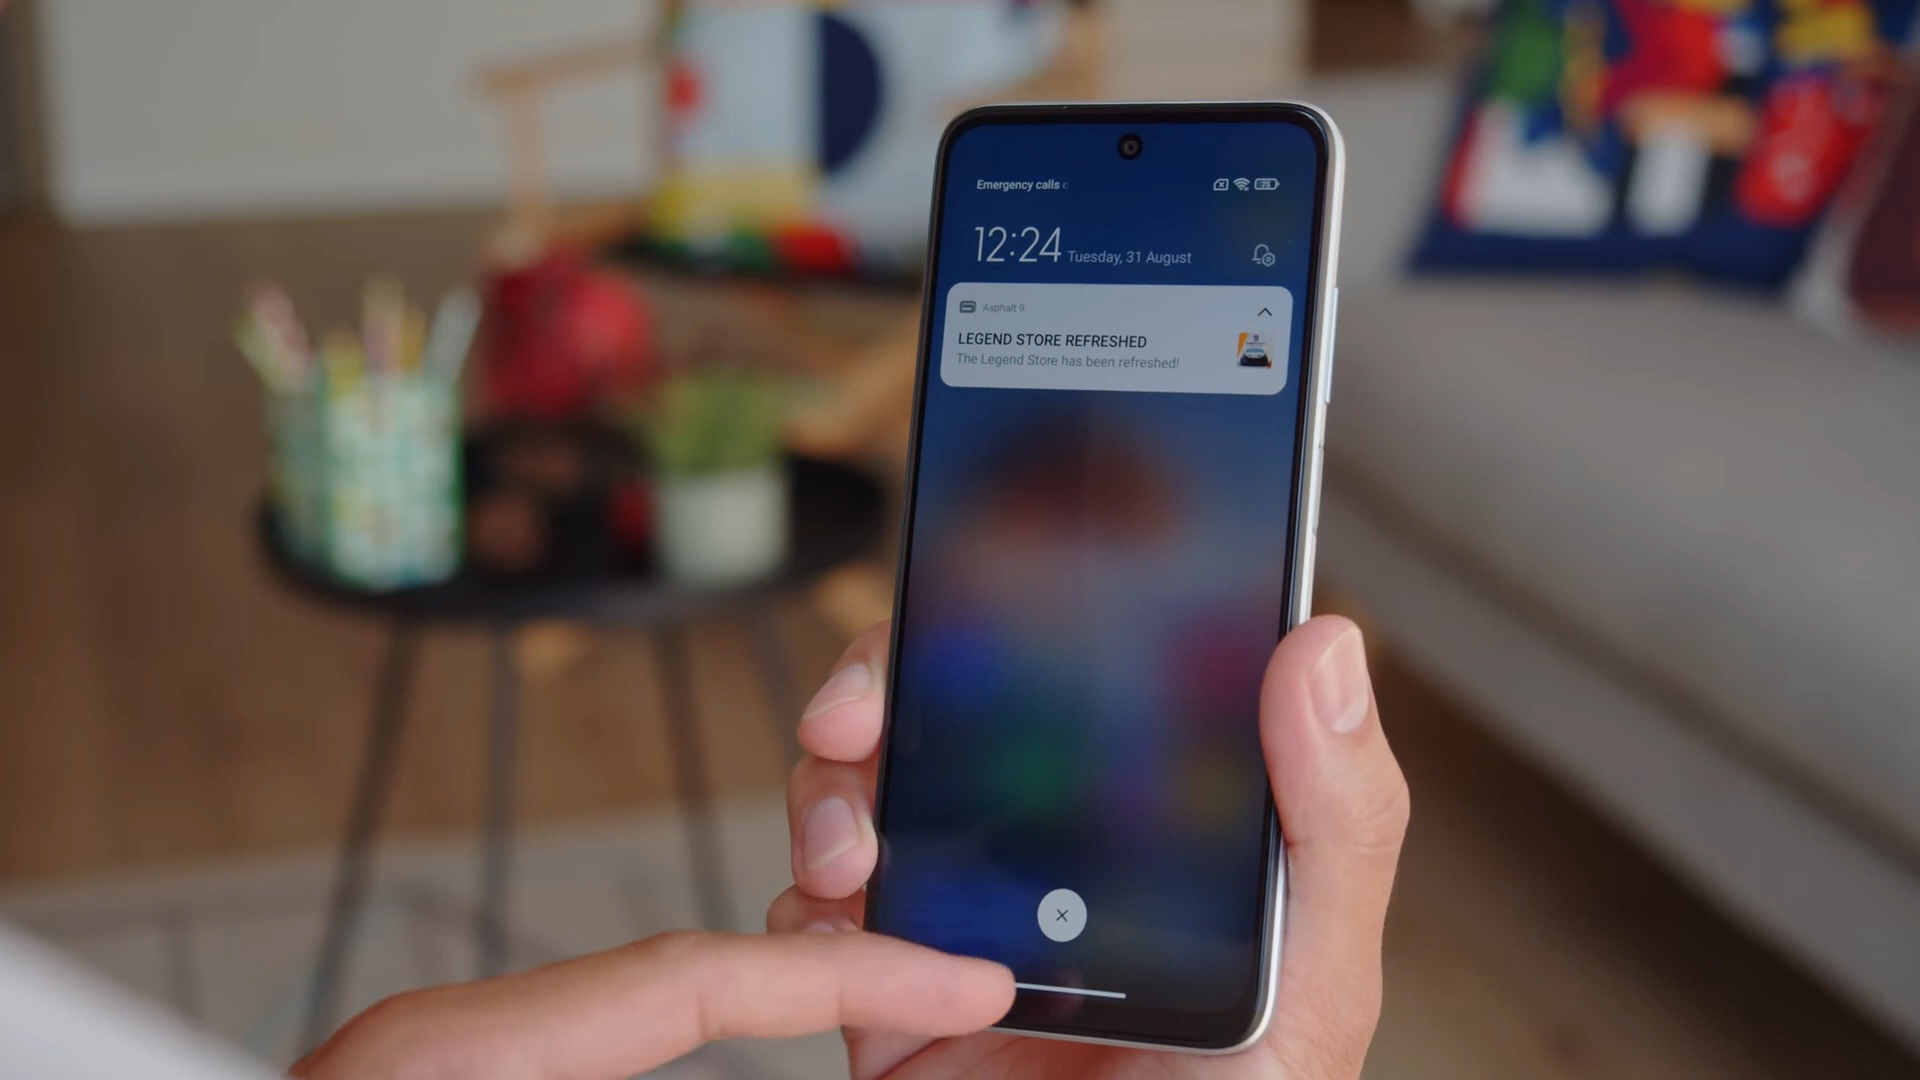 Emergency calls
12:24 Tuesday, 31 August
Asphalt 9
LEGEND STORE REFRESHED
The Legend Store has been refreshed!